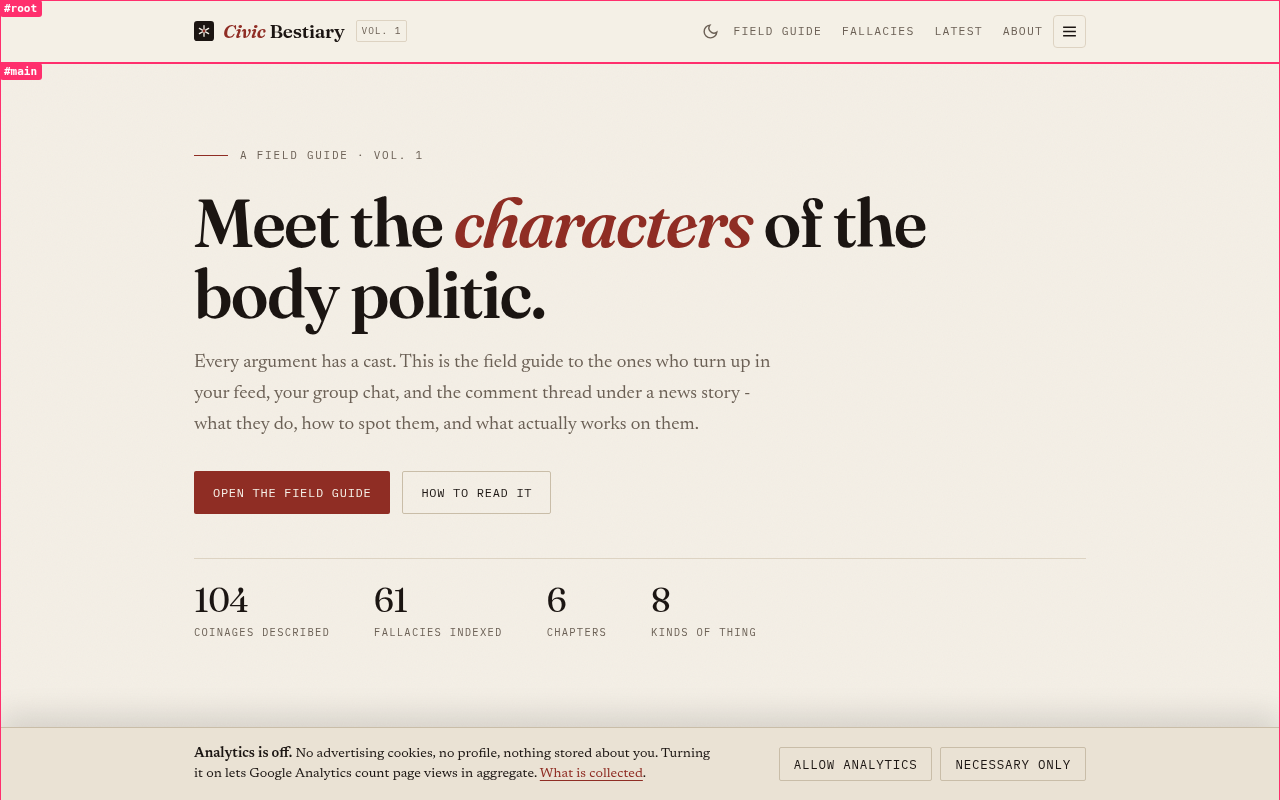 #root
Civic Bestiary VOL. 1
FIELD GUIDE FALLACIES LATEST ABOUT
#main
A FIELD GUIDE · VOL. 1
Meet the characters of the
body politic.
Every argument has a cast. This is the field guide to the ones who turn up in
your feed, your group chat, and the comment thread under a news story -
what they do, how to spot them, and what actually works on them.
OPEN THE FIELD GUIDE HOW TO READ IT
104 61 6 8
COINAGES DESCRIBED FALLACIES INDEXED CHAPTERS KINDS OF THING
Analytics is off. No advertising cookies, no profile, nothing stored about you. Turning
it on lets Google Analytics count page views in aggregate. What is collected.
ALLOW ANALYTICS NECESSARY ONLY